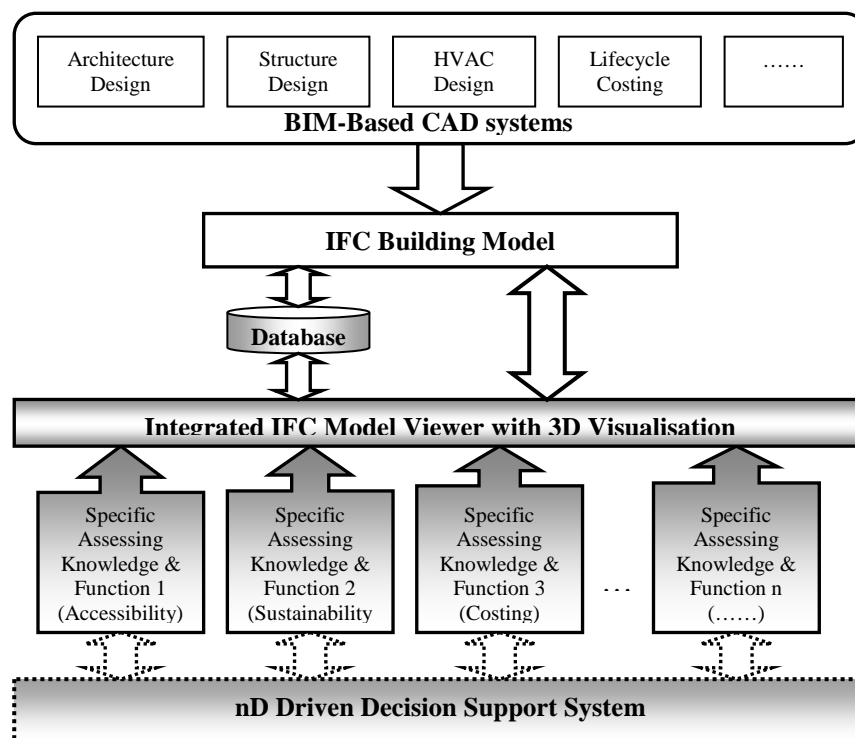 Architecture
Design
Structure
Design
HVAC
Design
Lifecycle
Costing
……
BIM-Based CAD systems
IFC Building Model
Database
Integrated IFC Model Viewer with 3D Visualisation
Specific
Assessing
Knowledge &
Function 1
(Accessibility)
Specific
Assessing
Knowledge &
Function 2
(Sustainability
Specific
Assessing
Knowledge &
Function 3
(Costing)
…
Specific
Assessing
Knowledge &
Function n
(……)
nD Driven Decision Support System